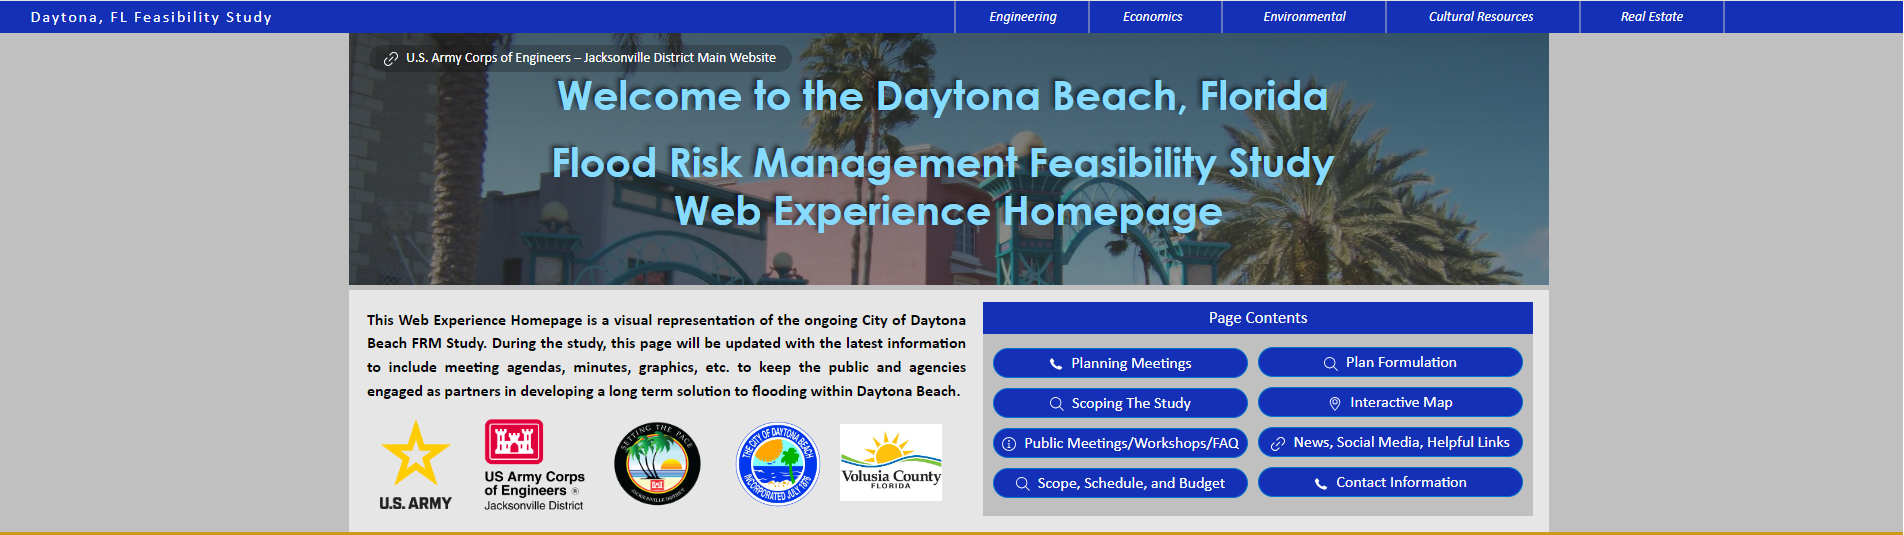 Daytona, FL Feasibility Study
Engineering
Economics
Environmental
Cultural Resources
Real Estate
U.S. Army Corps of Engineers – Jacksonville District Main Website
Welcome to the Daytona Beach, Florida
Flood Risk Management Feasibility Study
Web Experience Homepage
This Web Experience Homepage is a visual representation of the ongoing City of Daytona
Beach FRM Study. During the study, this page will be updated with the latest information
to include meeting agendas, minutes, graphics, etc. to keep the public and agencies
engaged as partners in developing a long term solution to flooding within Daytona Beach.
U.S. ARMY
US Army Corps
of Engineers ®
Jacksonville District
SETTING THE PACE
JACKSONVILLE DISTRICT
THE CITY OF DAYTONA BEACH
INCORPORATED JULY 1876
Volusia County
FLORIDA
Page Contents
Planning Meetings
Plan Formulation
Scoping The Study
Interactive Map
Public Meetings/Workshops/FAQ
News, Social Media, Helpful Links
Scope, Schedule, and Budget
Contact Information